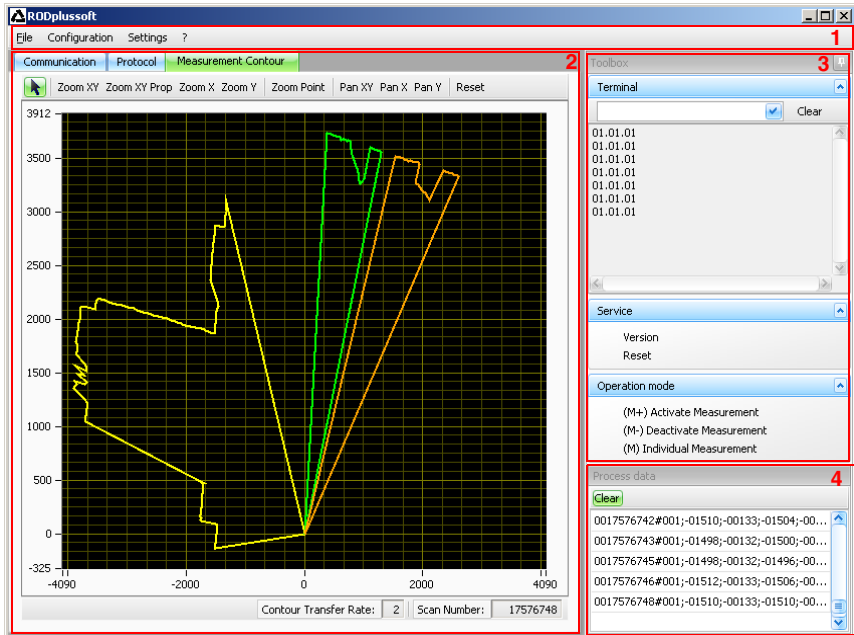 RODplussoft
File Configuration Settings ?
1
Communication Protocol Measurement Contour
2
Zoom XY Zoom XY Prop Zoom X Zoom Y Zoom Point Pan XY Pan X Pan Y Reset
3912
3500
3000
2500
2000
1500
1000
500
0
-325
-4090 -2000 0 2000 4090
Contour Transfer Rate: 2 Scan Number: 17576748
Toolbox
3
Terminal
Clear
01.01.01
01.01.01
01.01.01
01.01.01
01.01.01
01.01.01
01.01.01
Service
Version
Reset
Operation mode
(M+) Activate Measurement
(M-) Deactivate Measurement
(M) Individual Measurement
Process data
4
Clear
0017576742#001;-01510;-00133;-01504;-00...
0017576743#001;-01498;-00132;-01500;-00...
0017576745#001;-01498;-00132;-01496;-00...
0017576746#001;-01512;-00133;-01506;-00...
0017576748#001;-01510;-00133;-01510;-00...